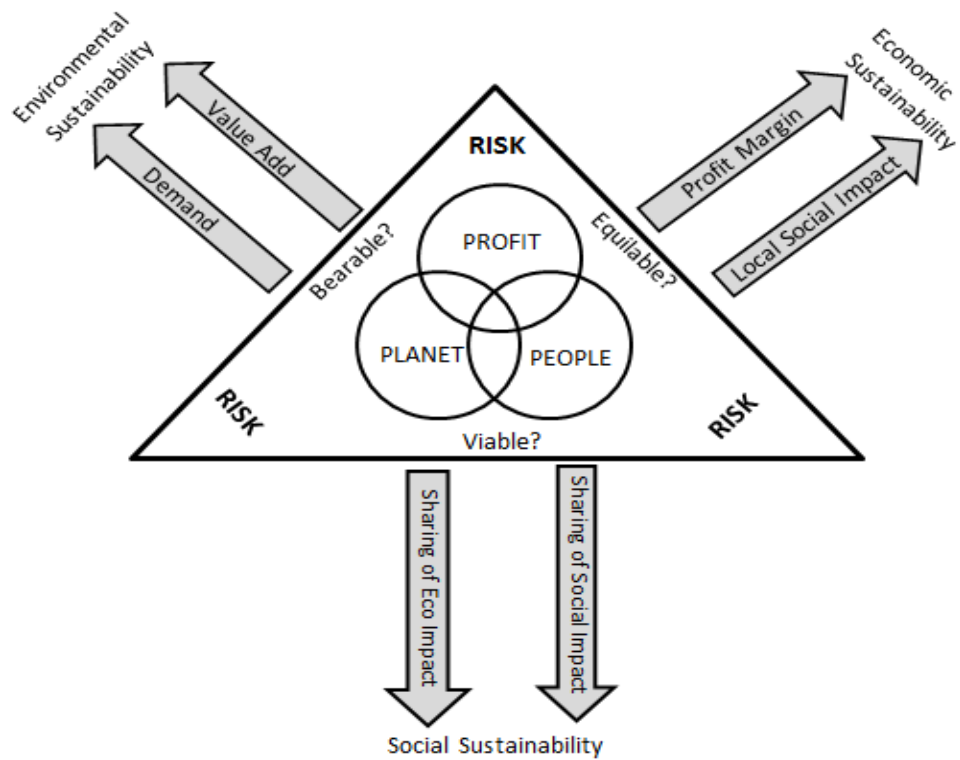 Environmental
Sustainability
Value Add
Demand
Economic
Sustainability
Profit Margin
Local Social Impact
RISK
Bearable?
Equilable?
PROFIT
PLANET
PEOPLE
RISK
RISK
Viable?
Sharing of Eco Impact
Sharing of Social Impact
Social Sustainability